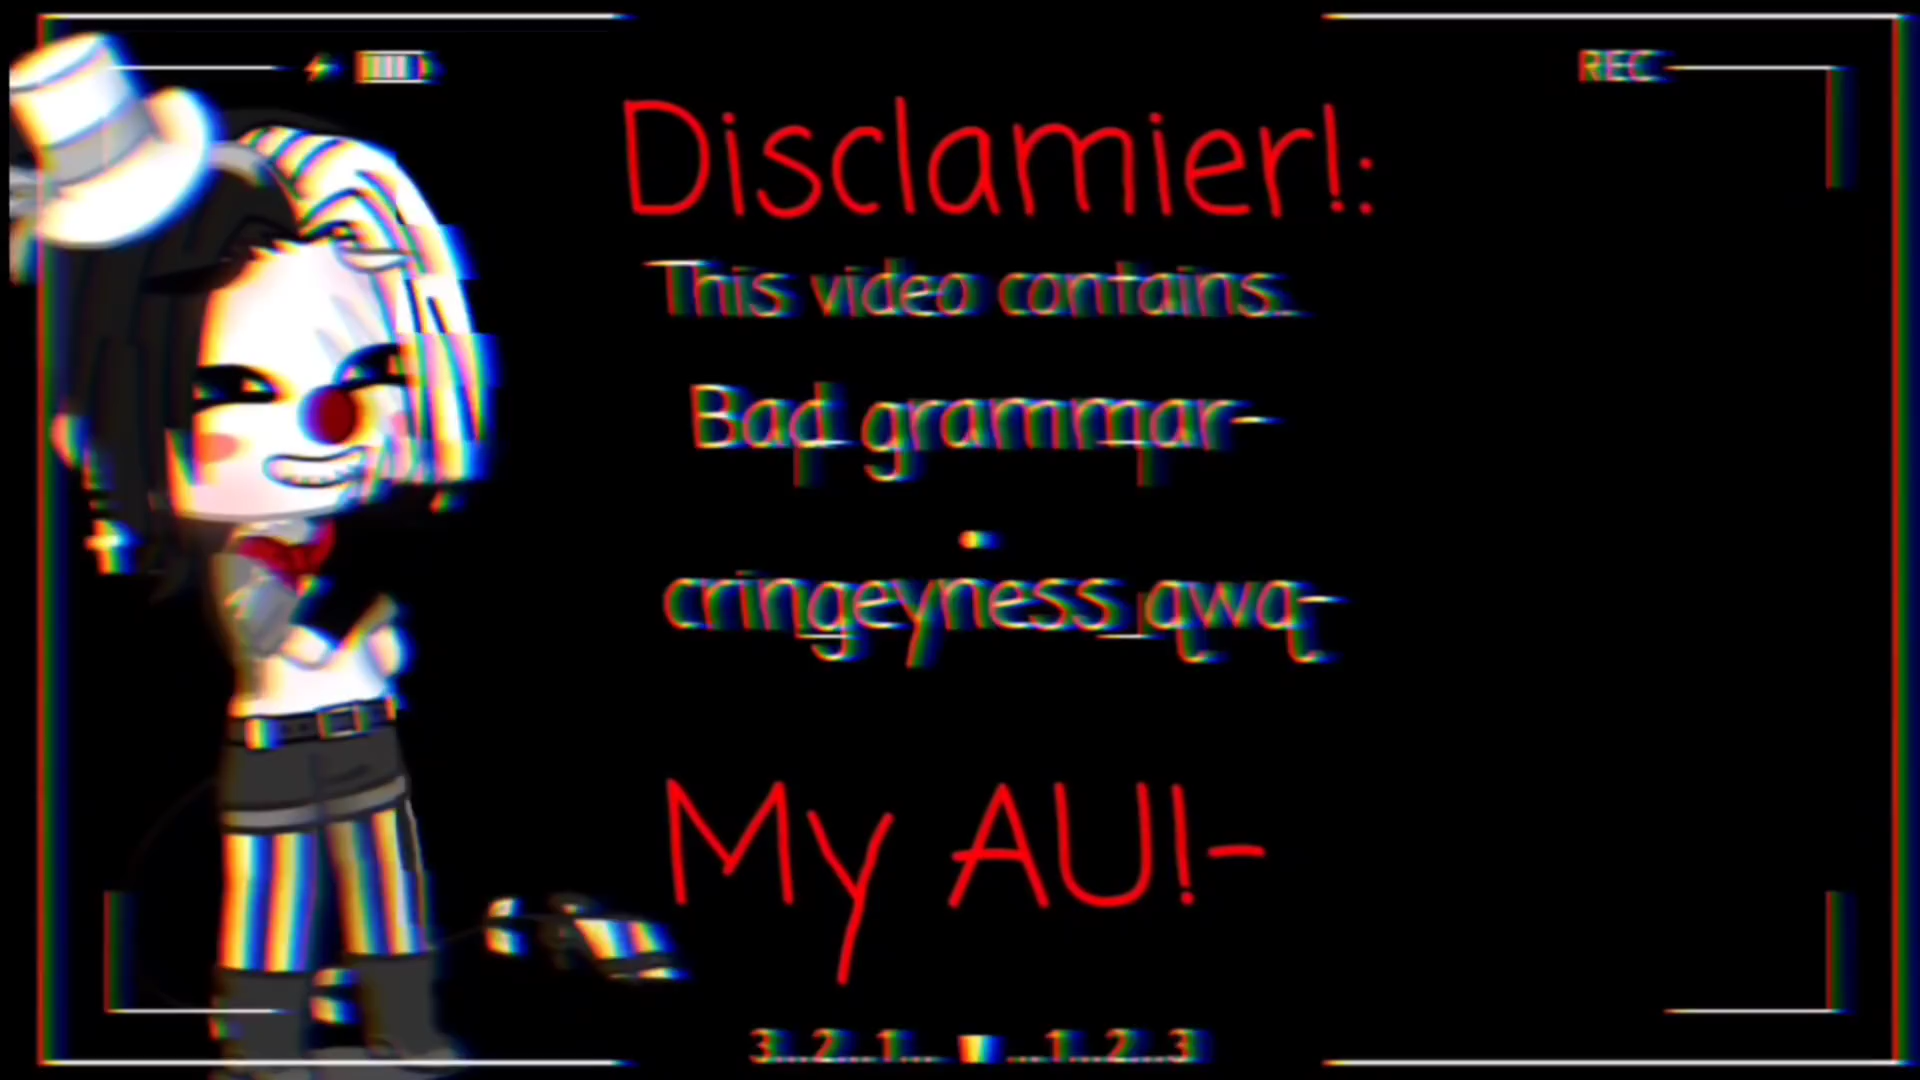 REC
Disclamier!:
This video contains..
Bad grammar-
cringeyness qwq-
My AU!-
3...2...1... ...1...2...3